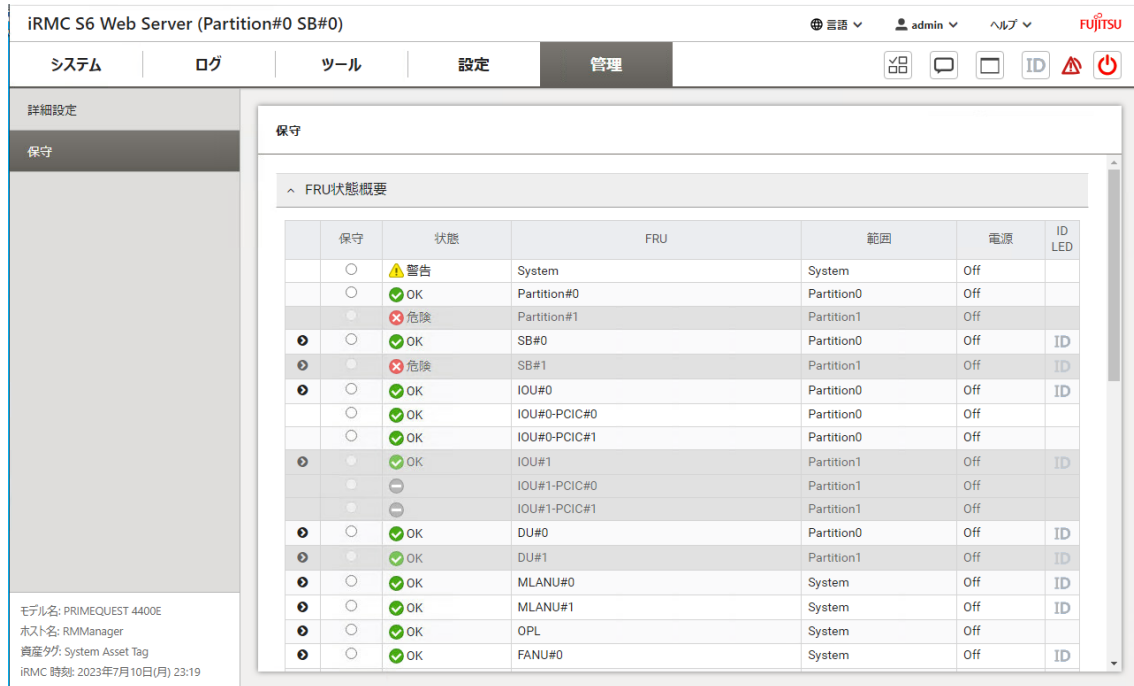 iRMC S6 Web Server (Partition#0 SB#0)
言語 admin ヘルプ FUJITSU
システム ログ ツール 設定 管理 ID
詳細設定
保守
保守
FRU状態概要
保守 状態 FRU 範囲 電源 ID LED
警告 System System Off
OK Partition#0 Partition0 Off
危険 Partition#1 Partition1 Off
OK SB#0 Partition0 Off ID
危険 SB#1 Partition1 Off ID
OK IOU#0 Partition0 Off ID
OK IOU#0-PCIC#0 Partition0 Off
OK IOU#0-PCIC#1 Partition0 Off
OK IOU#1 Partition1 Off ID
IOU#1-PCIC#0 Partition1 Off
IOU#1-PCIC#1 Partition1 Off
OK DU#0 Partition0 Off ID
OK DU#1 Partition1 Off ID
OK MLANU#0 System Off ID
OK MLANU#1 System Off ID
OK OPL System Off
OK FANU#0 System Off ID
モデル名: PRIMEQUEST 4400E
ホスト名: RMManager
資産タグ: System Asset Tag
iRMC 時刻: 2023年7月10日(月) 23:19